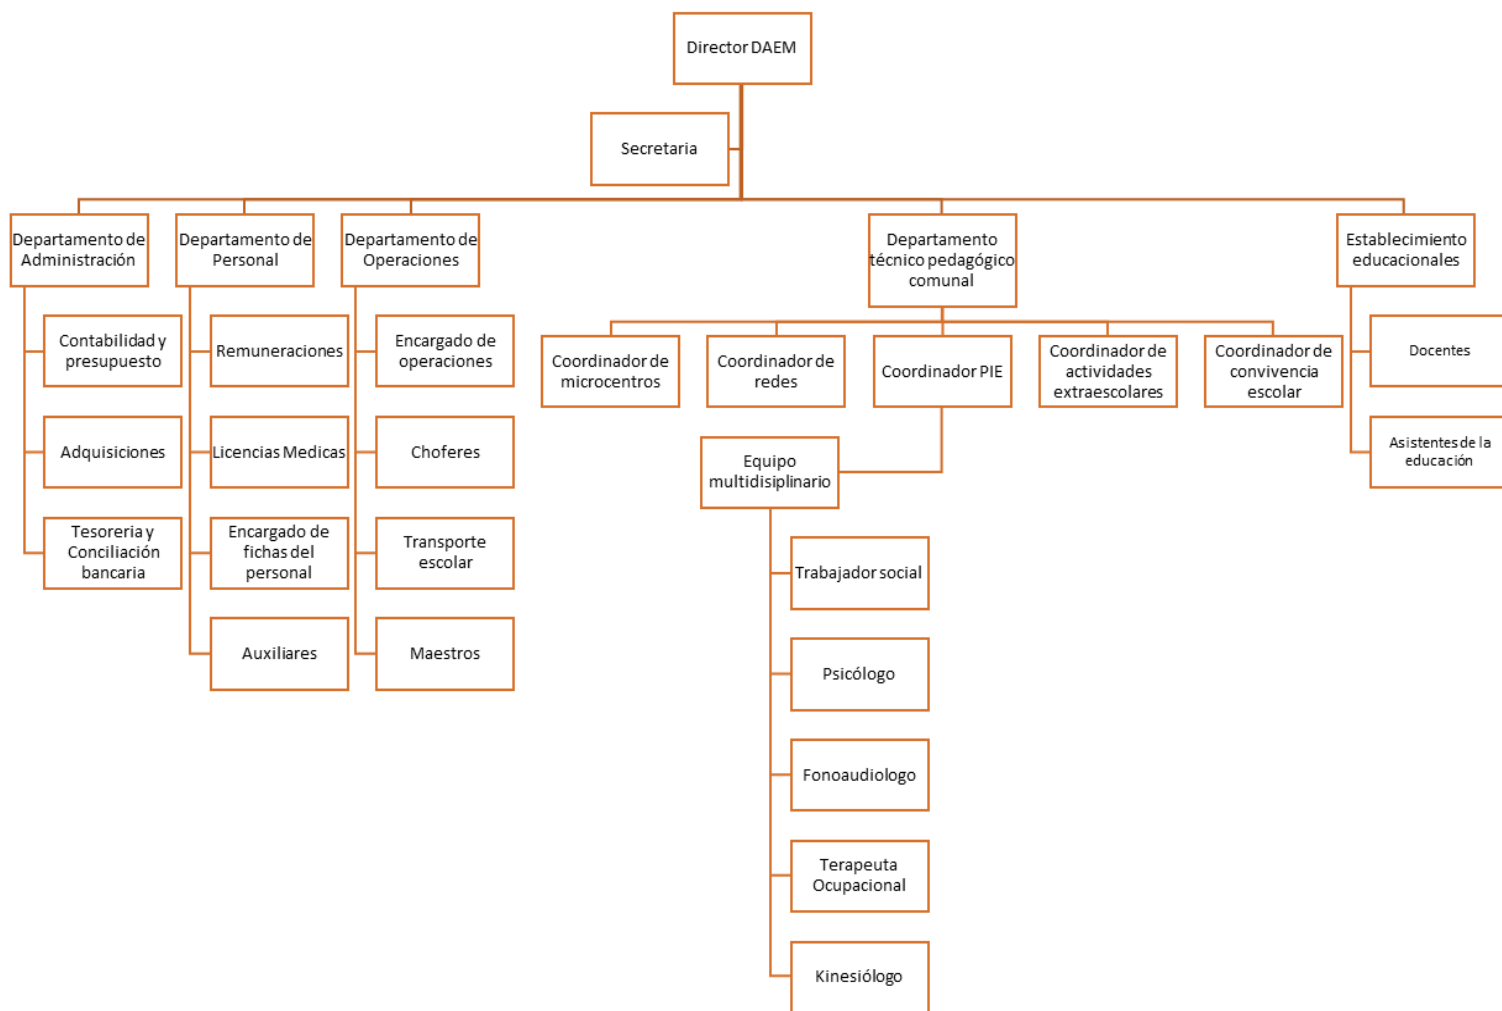 Director DAEM
Secretaria
Departamento de
Administración
Departamento de
Personal
Departamento de
Operaciones
Departamento
técnico pedagógico
comunal
Establecimiento
educacionales
Contabilidad y
presupuesto
Adquisiciones
Tesoreria y
Conciliación
bancaria
Remuneraciones
Licencias Medicas
Encargado de
fichas del
personal
Auxiliares
Encargado de
operaciones
Choferes
Transporte
escolar
Maestros
Coordinador de
microcentros
Coordinador de
redes
Coordinador PIE
Coordinador de
actividades
extraescolares
Coordinador de
convivencia
escolar
Equipo
multidisiplinario
Trabajador social
Psicólogo
Fonoaudiologo
Terapeuta
Ocupacional
Kinesiólogo
Docentes
Asistentes de la
educación